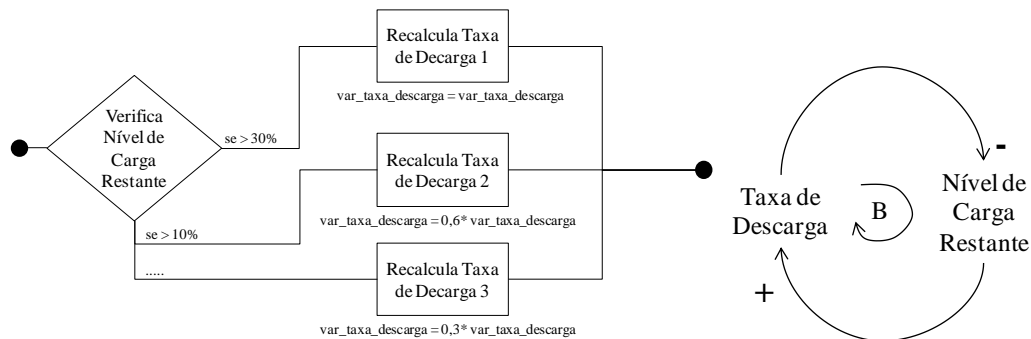 Verifica
Nível de
Carga
Restante
se > 30%
se > 10%
.....
Recalcula Taxa
de Decarga 1
var_taxa_descarga = var_taxa_descarga
Recalcula Taxa
de Decarga 2
var_taxa_descarga = 0,6* var_taxa_descarga
Recalcula Taxa
de Decarga 3
var_taxa_descarga = 0,3* var_taxa_descarga
Taxa de
Descarga
B
-
Nível de
Carga
Restante
+